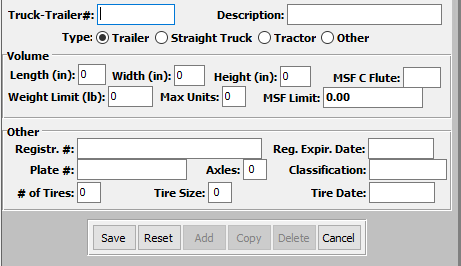 Truck-Trailer#: Description:
Type: Trailer Straight Truck Tractor Other
Volume
Length (in): 0 Width (in): 0 Height (in): 0 MSF C Flute:
Weight Limit (lb): 0 Max Units: 0 MSF Limit: 0.00
Other
Registr. #: Reg. Expir. Date:
Plate #: Axles: 0 Classification:
# of Tires: 0 Tire Size: 0 Tire Date:
Save Reset Add Copy Delete Cancel